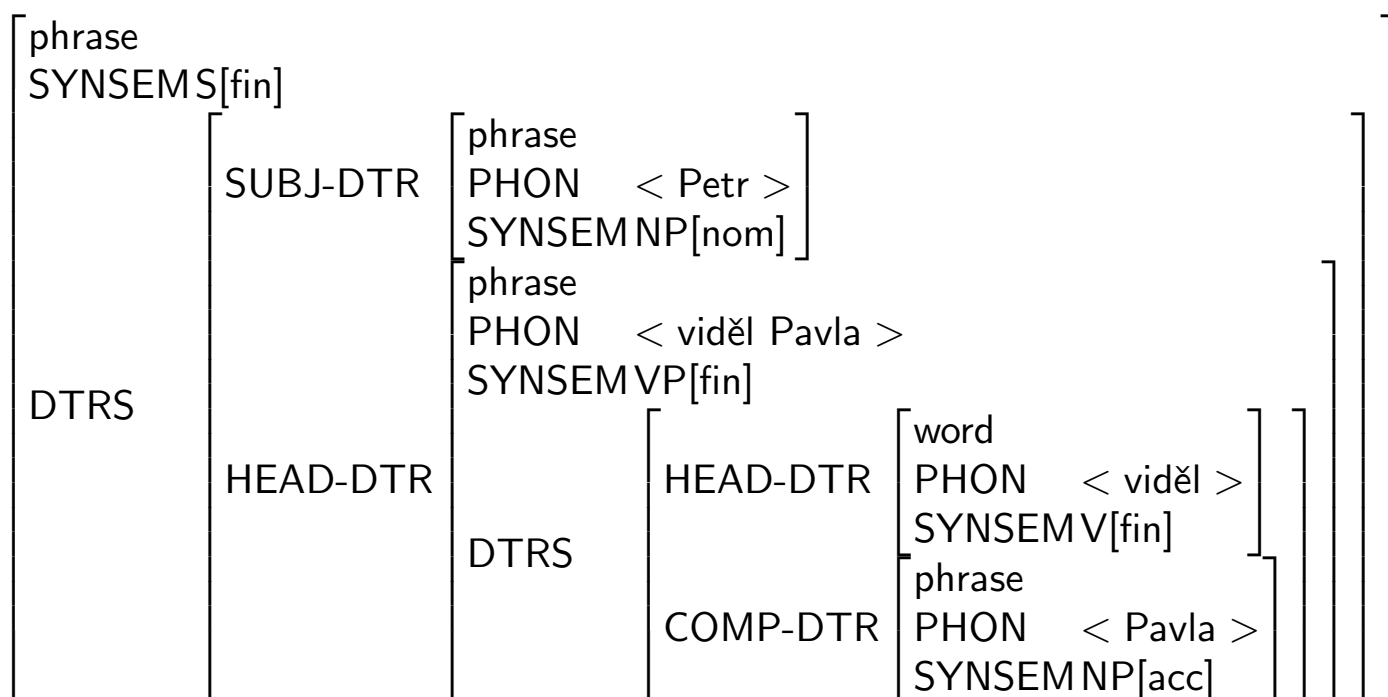 phrase
SYNSEM S[fin]
phrase
SUBJ-DTR PHON < Petr >
SYNSEM NP[nom]
phrase
PHON < viděl Pavla >
SYNSEM VP[fin]
DTRS
word
HEAD-DTR HEAD-DTR PHON < viděl >
SYNSEM V[fin]
DTRS
phrase
COMP-DTR PHON < Pavla >
SYNSEM NP[acc]